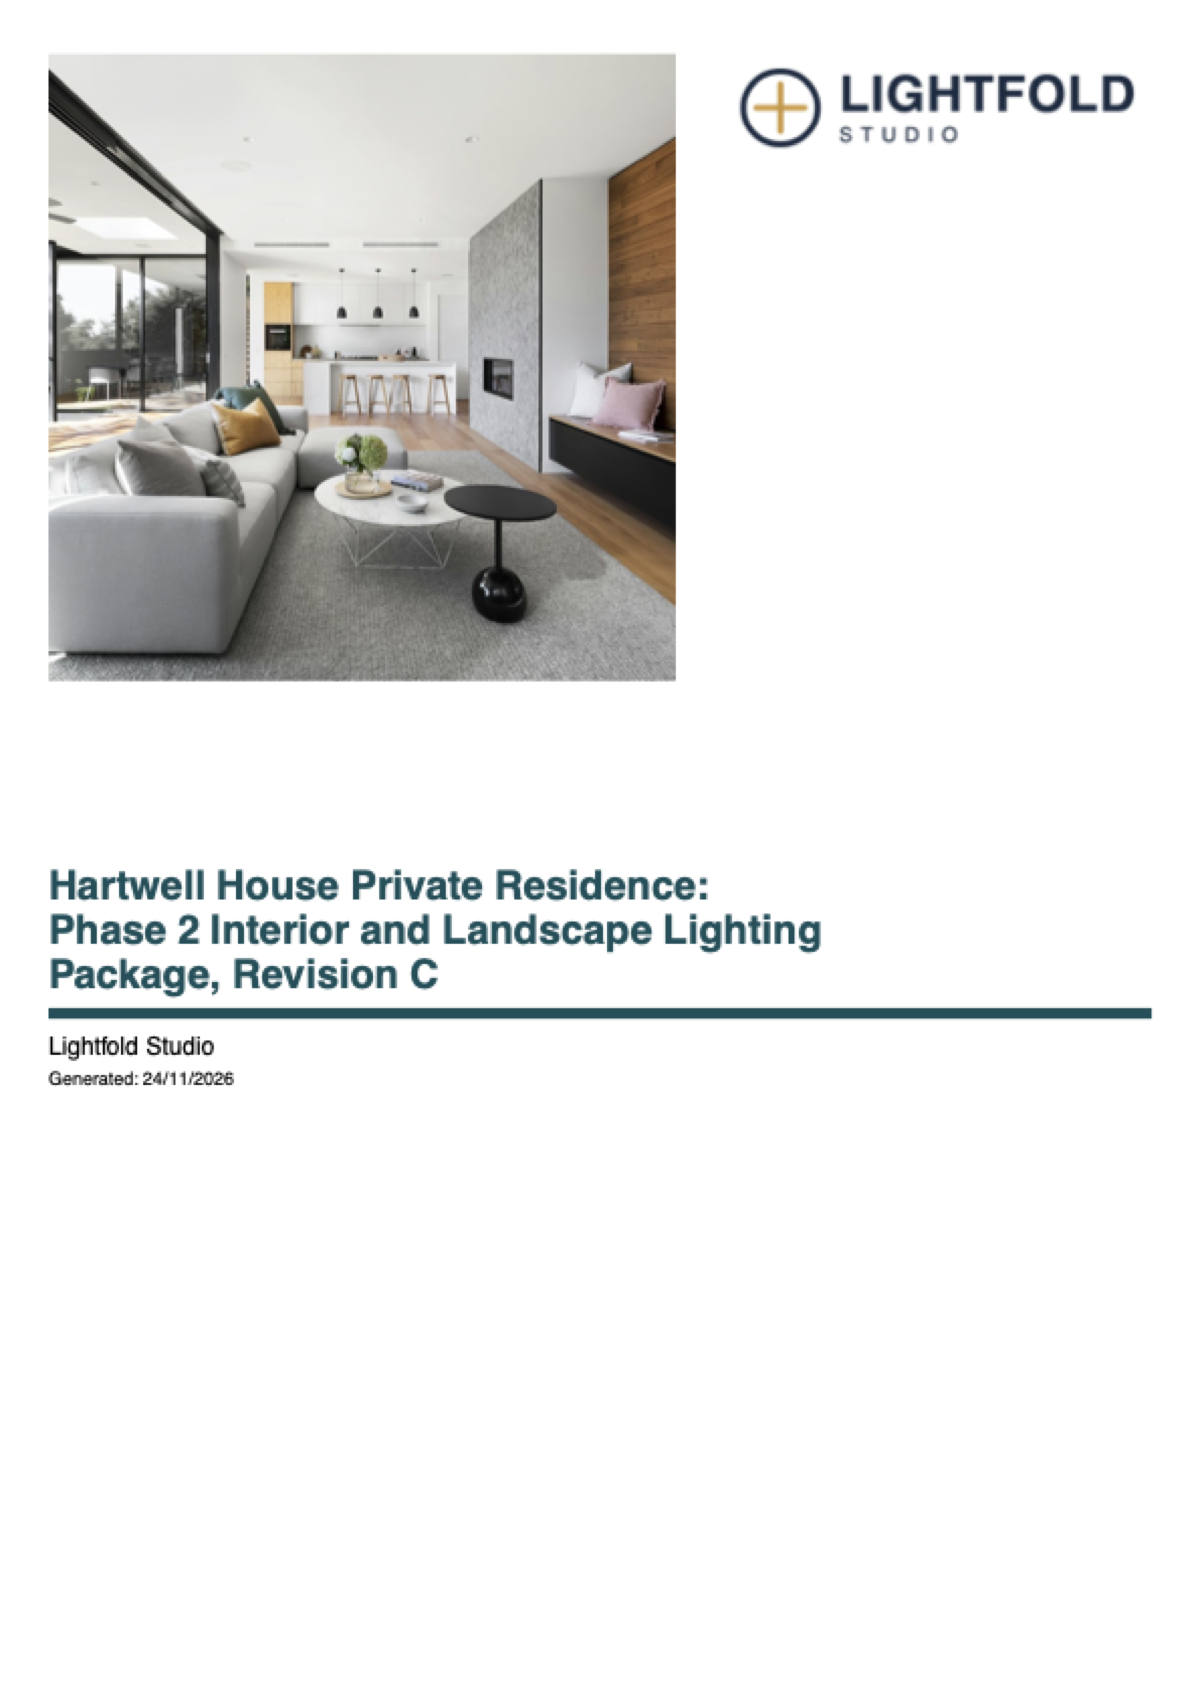 LIGHTFOLD
STUDIO
Hartwell House Private Residence:
Phase 2 Interior and Landscape Lighting
Package, Revision C
Lightfold Studio
Generated: 24/11/2026